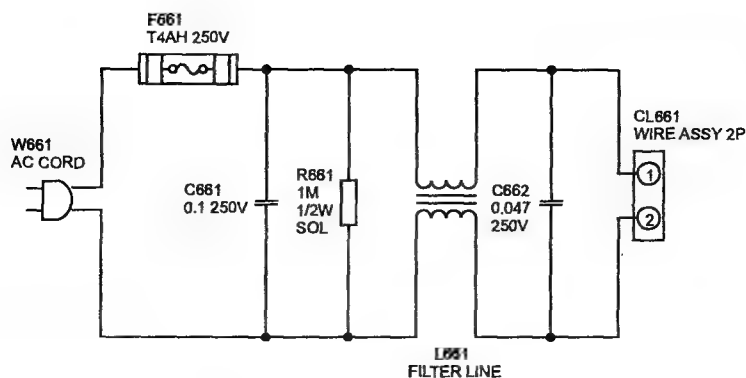 F661
T4AH 250V
W661
AC CORD
C661
0.1 250V
R661
1M
1/2W
SOL
C662
0.047
250V
CL661
WIRE ASSY 2P
1
2
L661
FILTER LINE